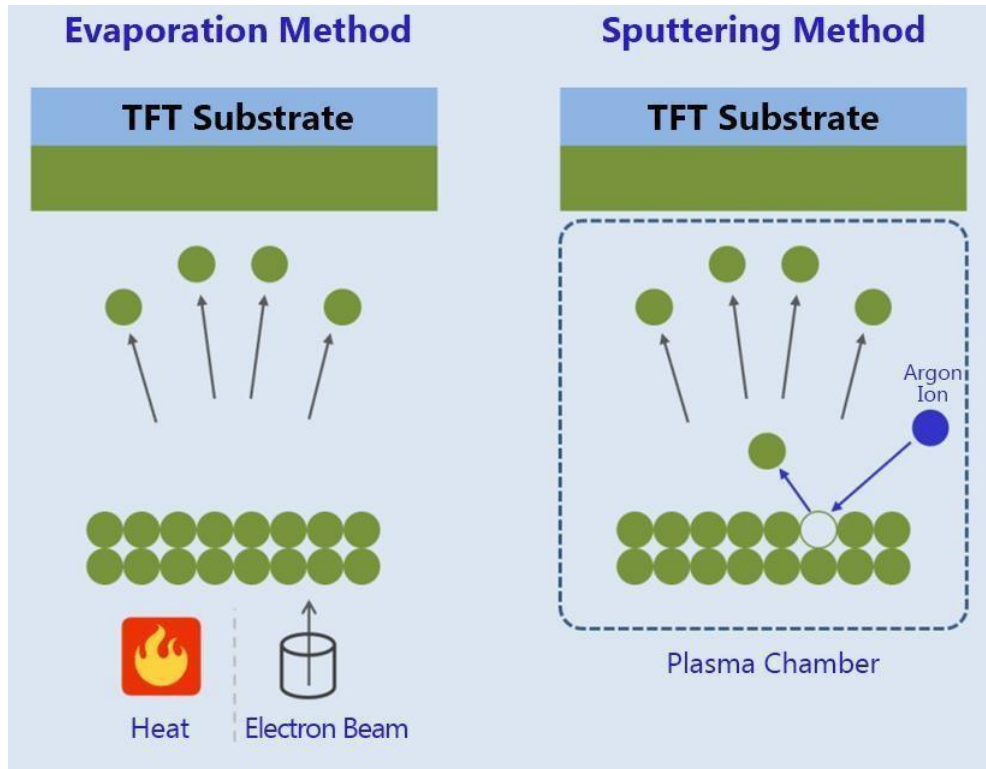 Evaporation Method
TFT Substrate
Heat
Electron Beam
Sputtering Method
TFT Substrate
Argon
Ion
Plasma Chamber